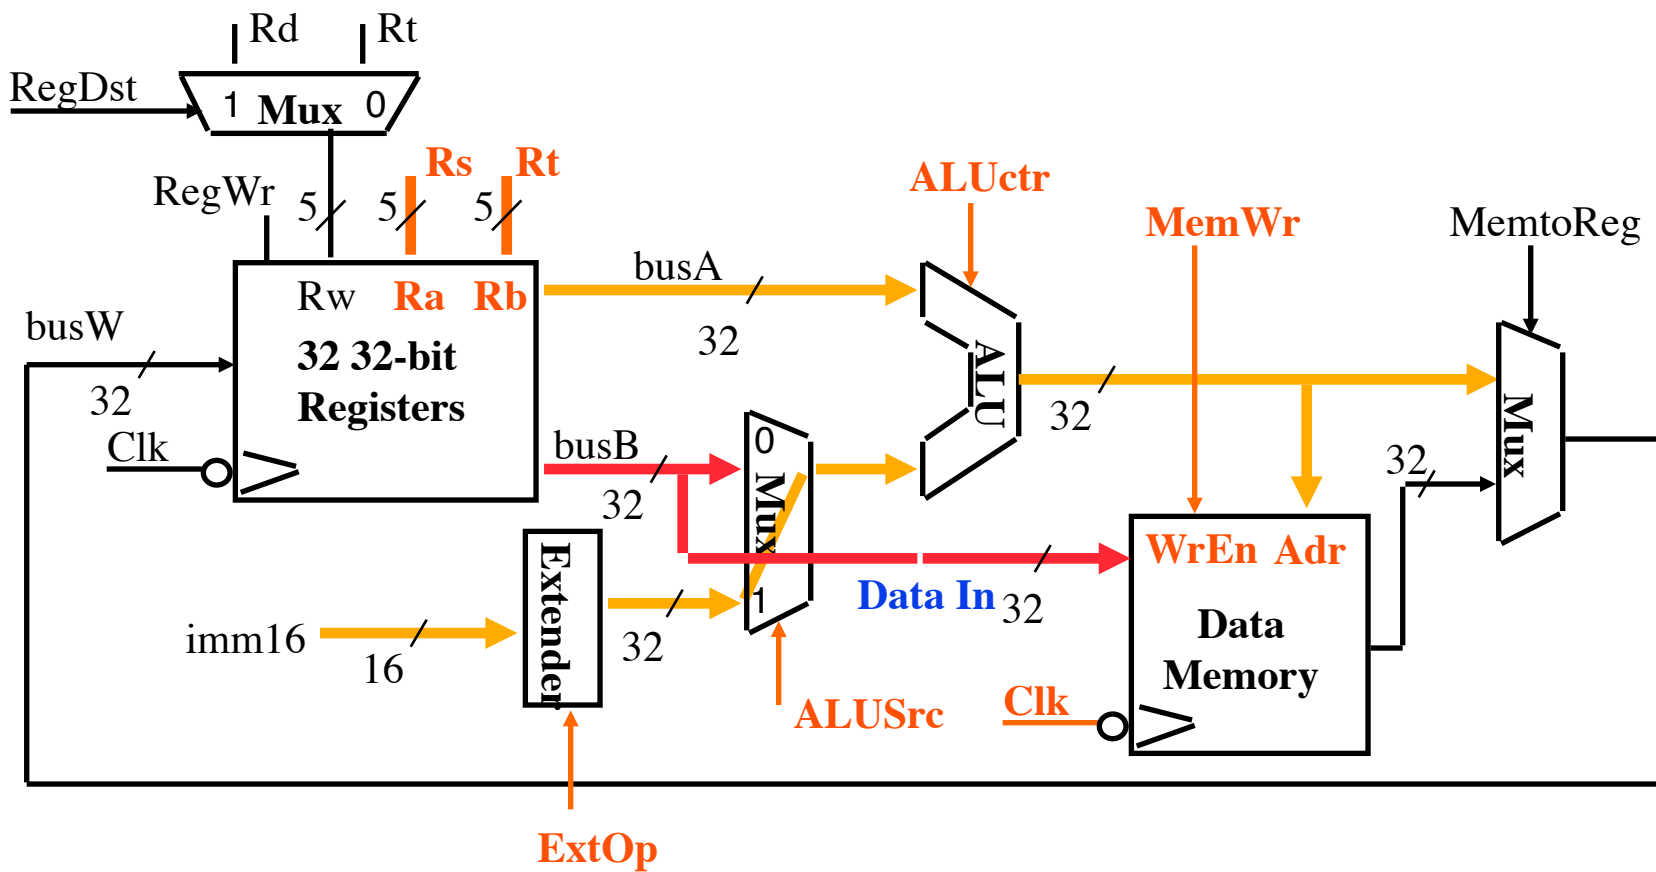 Rd Rt
RegDst
1 Mux 0
Rs Rt
RegWr 5 5 5
ALUctr
MemWr
MemtoReg
busA
32
Rw Ra Rb
busW
32
32 32-bit
Registers
Clk
ALU
32
busB
32
0
Mux
1
Mux
32
Extender
imm16
16
32
Data In 32
WrEn Adr
Data
Memory
Clk
ALUSrc
ExtOp